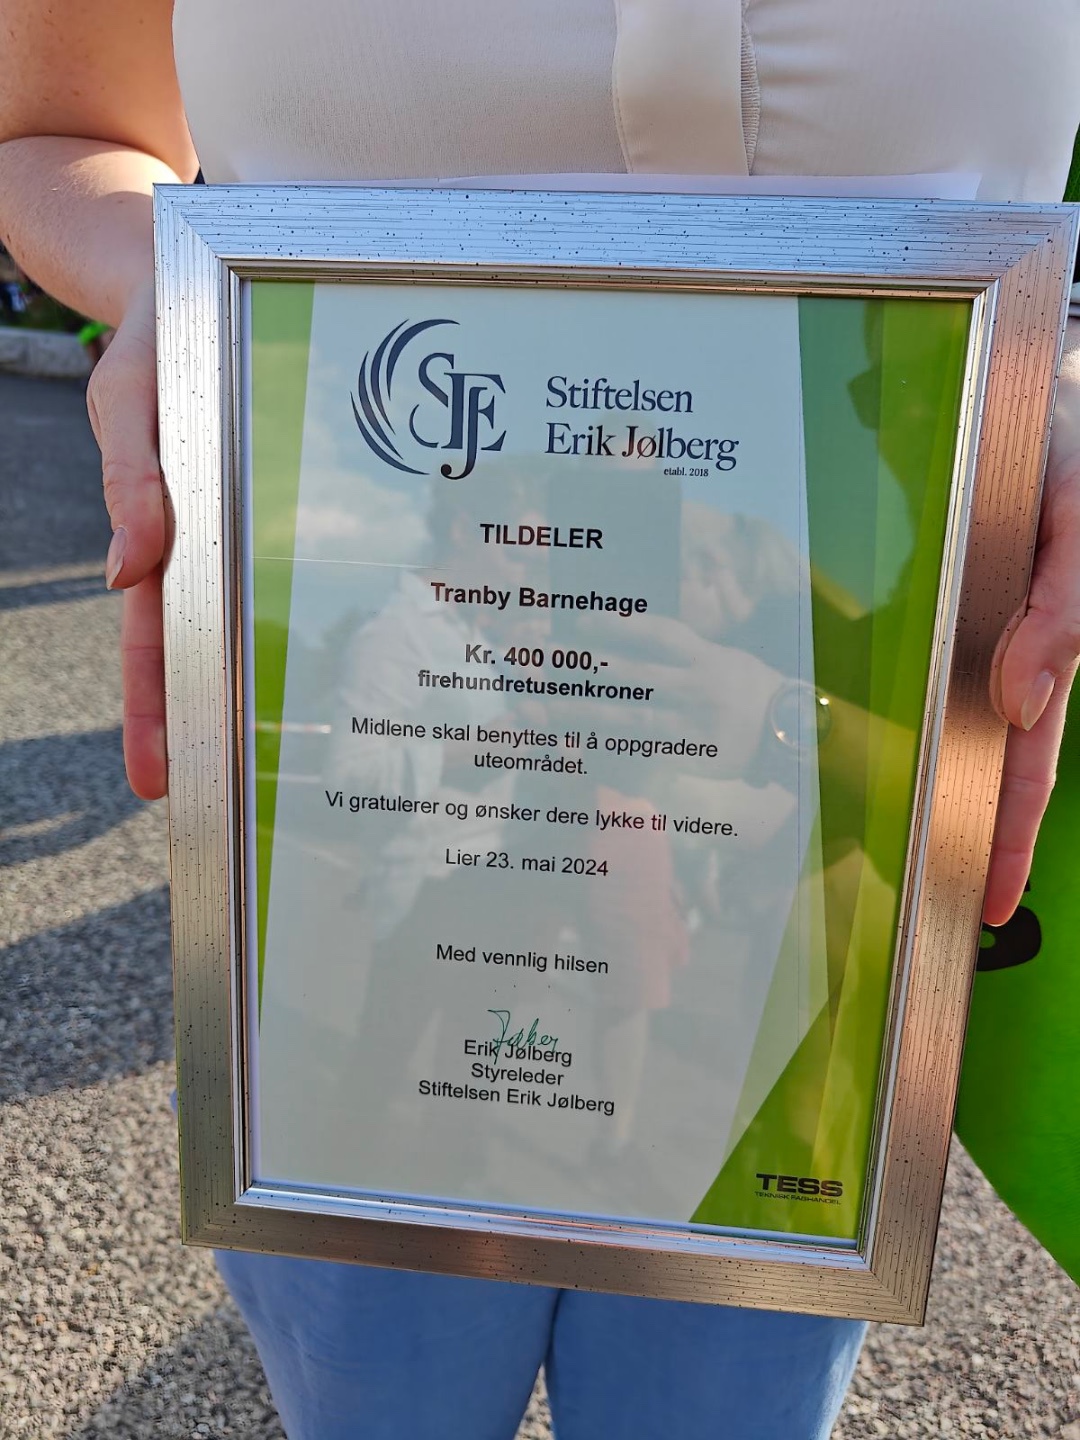 SJE
Stiftelsen
Erik Jølberg
etabl. 2018
TILDELER
Tranby Barnehage
Kr. 400 000,-
firehundretusenkroner
Midlene skal benyttes til å oppgradere
uteområdet.
Vi gratulerer og ønsker dere lykke til videre.
Lier 23. mai 2024
Med vennlig hilsen
Erik Jølberg
Styreleder
Stiftelsen Erik Jølberg
TESS
TEKNISK FAGHANDEL